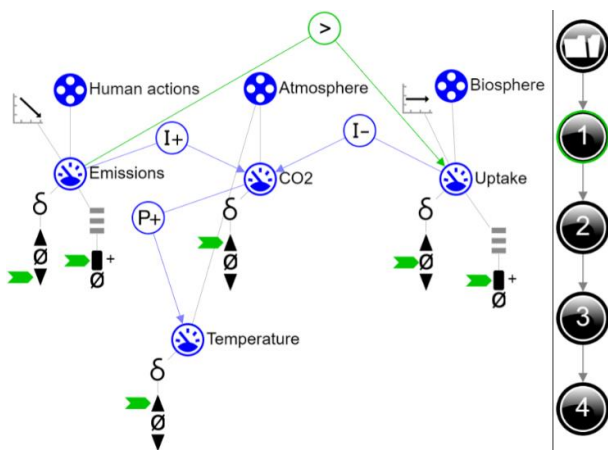 >
Human actions
Atmosphere
Biosphere
1
I+
I-
Emissions
CO2
Uptake
δ
δ
δ
P+
2
Ø
+
Ø
Ø
Ø
+
Ø
3
Temperature
δ
4
Ø